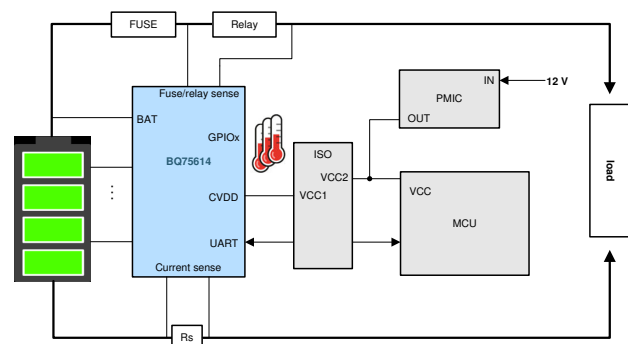 FUSE
Relay
Fuse/relay sense
BAT
GPIOx
BQ75614
CVDD
UART
Current sense
ISO
VCC2
VCC1
IN
12 V
PMIC
OUT
VCC
MCU
load
Rs